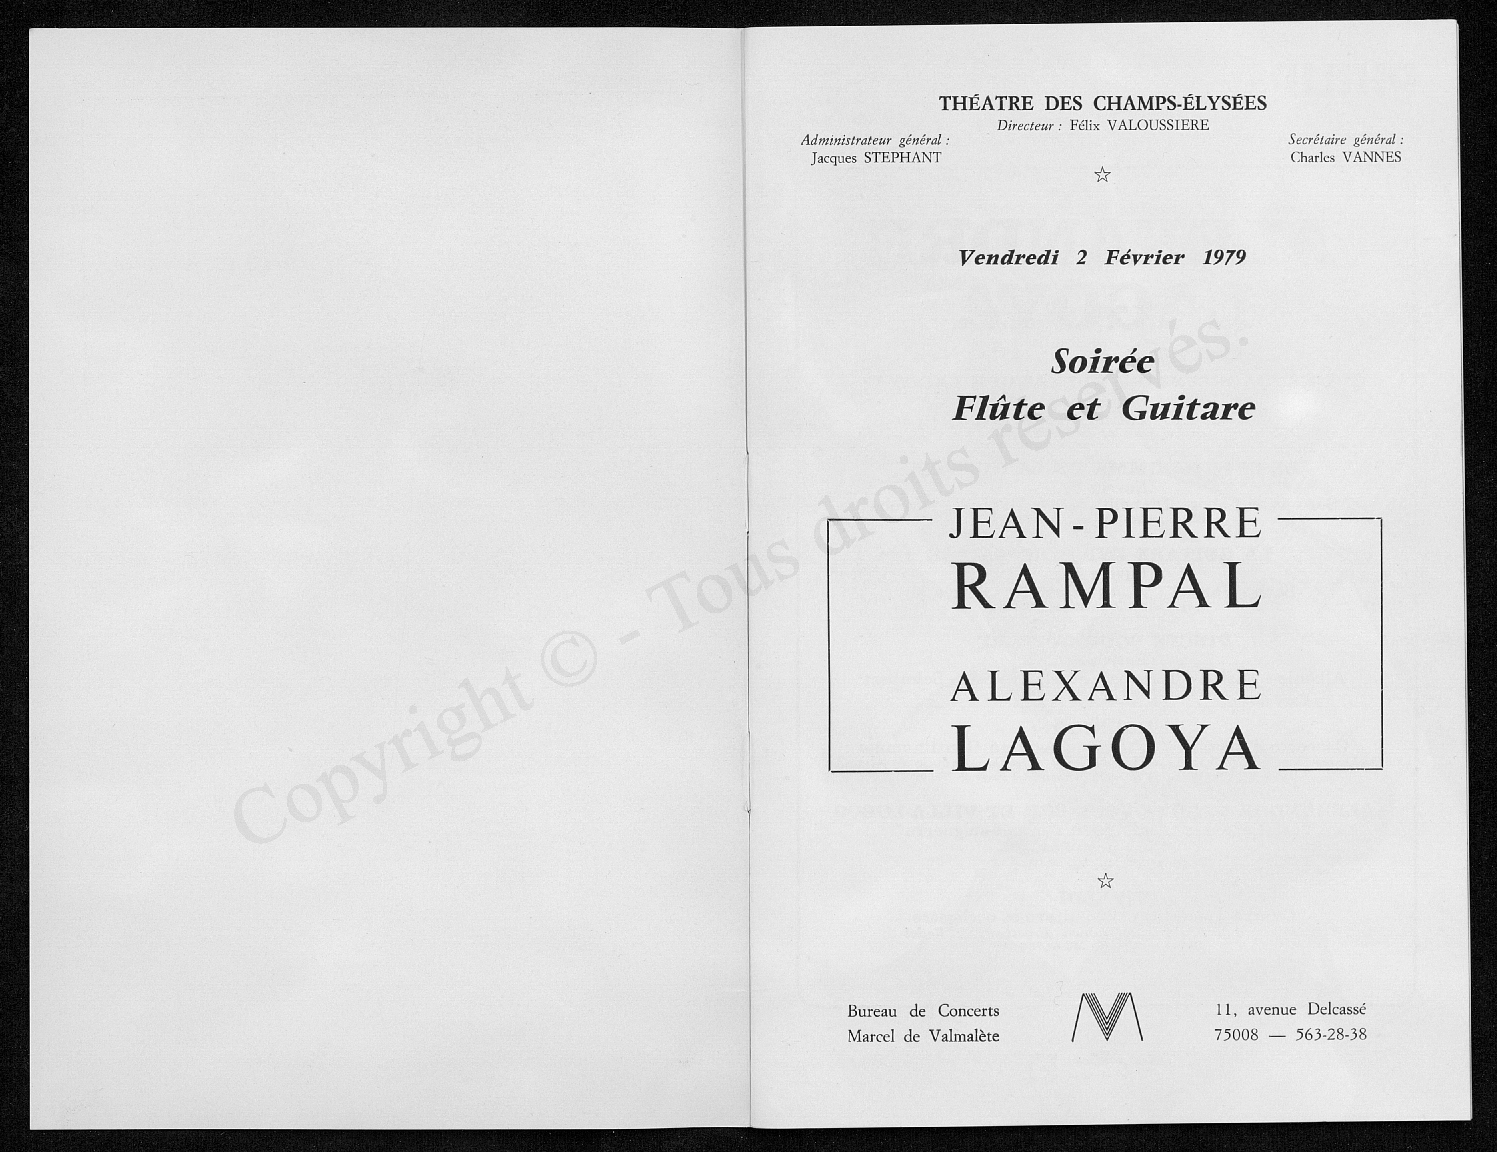 THÉATRE DES CHAMPS-ÉLYSÉES
Directeur : Félix VALOUSSIERE
Administrateur général :
Jacques STEPHANT
Secrétaire général :
Charles VANNES
Vendredi 2 Février 1979
Soirée
Flûte et Guitare
JEAN-PIERRE
RAMPAL
ALEXANDRE
LAGOYA
Bureau de Concerts
Marcel de Valmalète
11, avenue Delcassé
75008 — 563-28-38
Copyright © - Tous droits reservés.